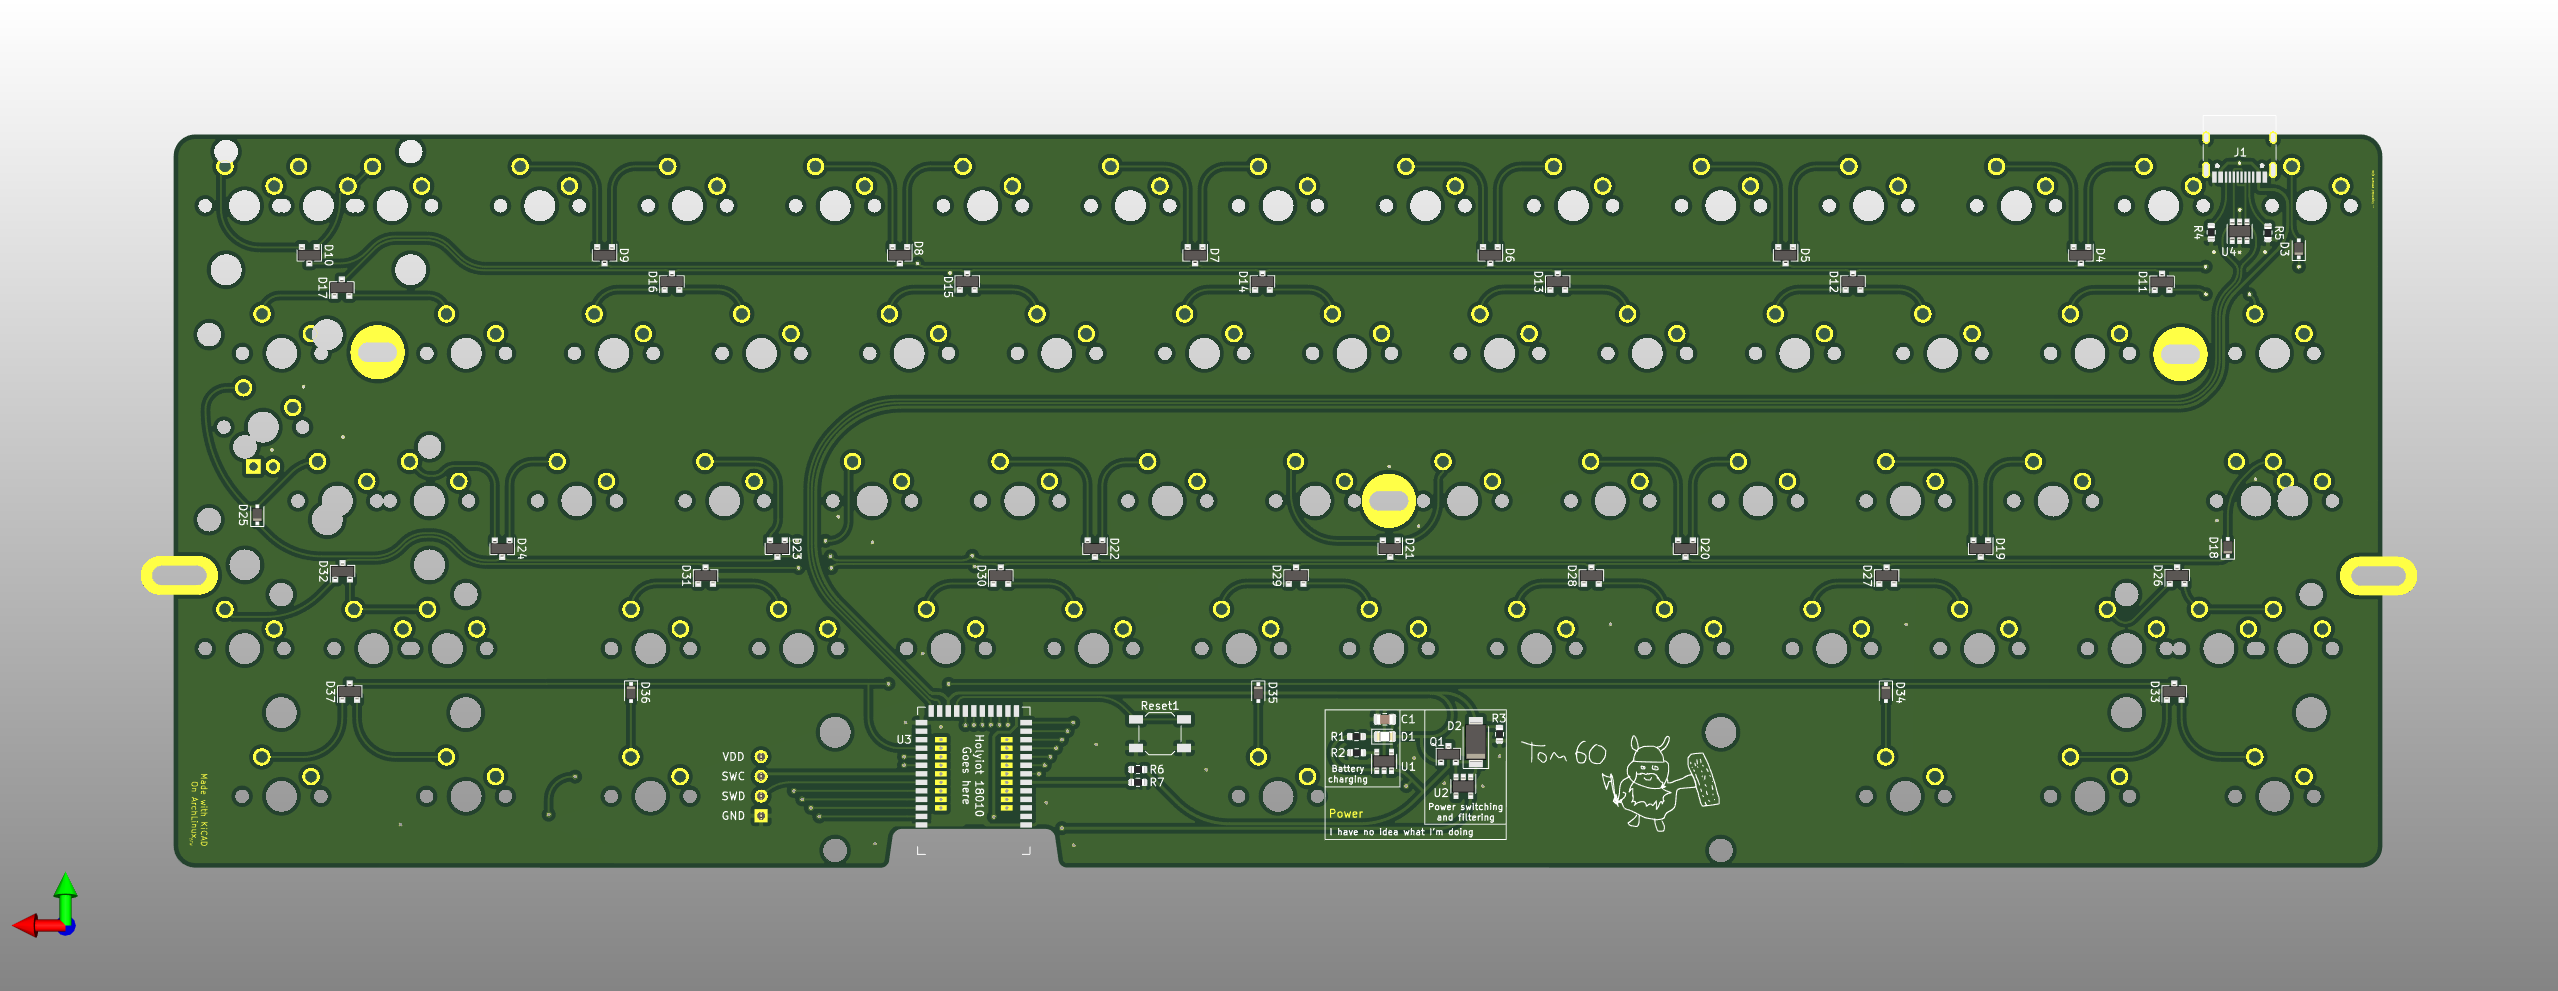 J1
D10
D9
D8
D7
D6
D5
D4
R4
U4
R5
D3
D17
D16
D15
D14
D13
D12
D11
D25
D24
D23
D22
D21
D20
D19
D18
D32
D31
D30
D29
D28
D27
D26
D37
D36
D35
D34
D33
U3
Holyiot 18010
Goes here
Reset1
R6
R7
VDD
SWC
SWD
GND
C1
R1
D1
R2
U1
Battery
charging
D2
R3
Q1
U2
Power switching
and filtering
Power
I have no idea what I'm doing
Tom60
Made with KiCAD
On ArchLinux